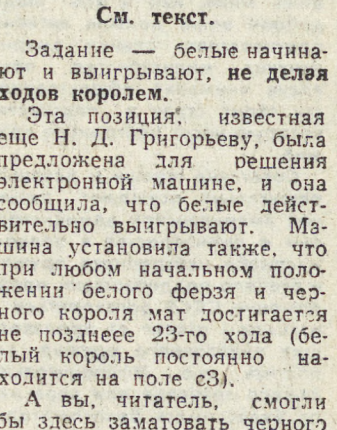 См. текст.
Задание — белые начина-
ют и выигрывают, не делая
ходов королем.
Эта позиция, известная
еще Н. Д. Григорьеву, была
предложена для решения
электронной машине, и она
сообщила, что белые дейст-
вительно выигрывают. Ма-
шина установила также, что
при любом начальном поло-
жении белого ферзя и чер-
ного короля мат достигается
не позднеее 23-го хода (бе-
лый король постоянно на-
ходится на поле с3).
А вы, читатель, смогли
бы здесь заматовать черного